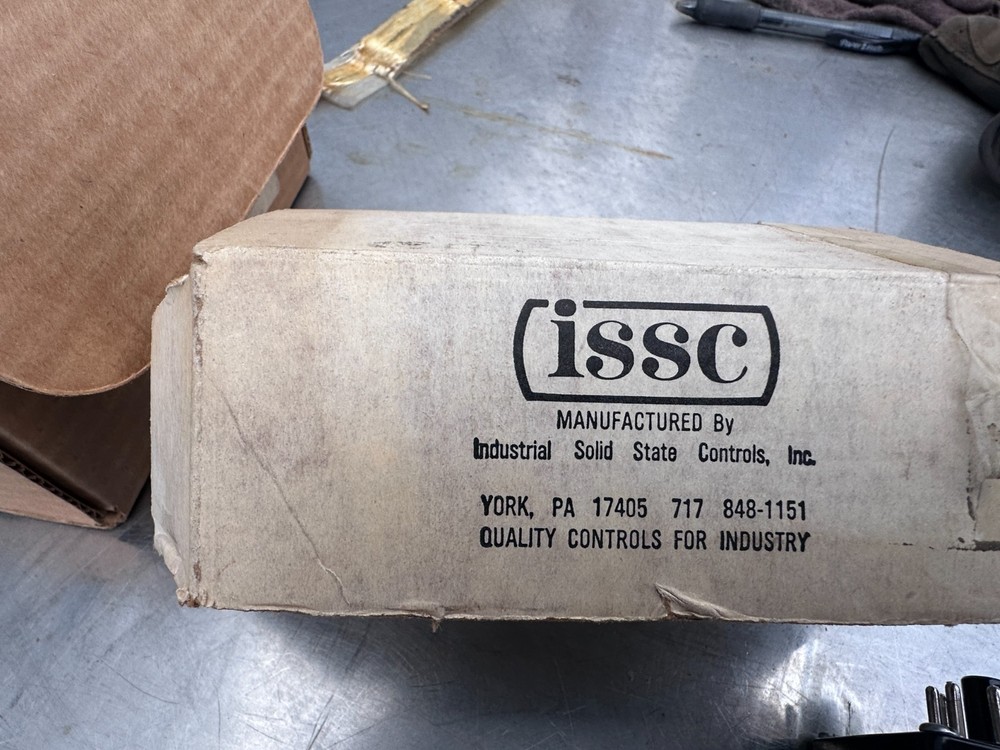 issc
MANUFACTURED By
Industrial Solid State Controls, Inc.
YORK, PA 17405 717 848-1151
QUALITY CONTROLS FOR INDUSTRY